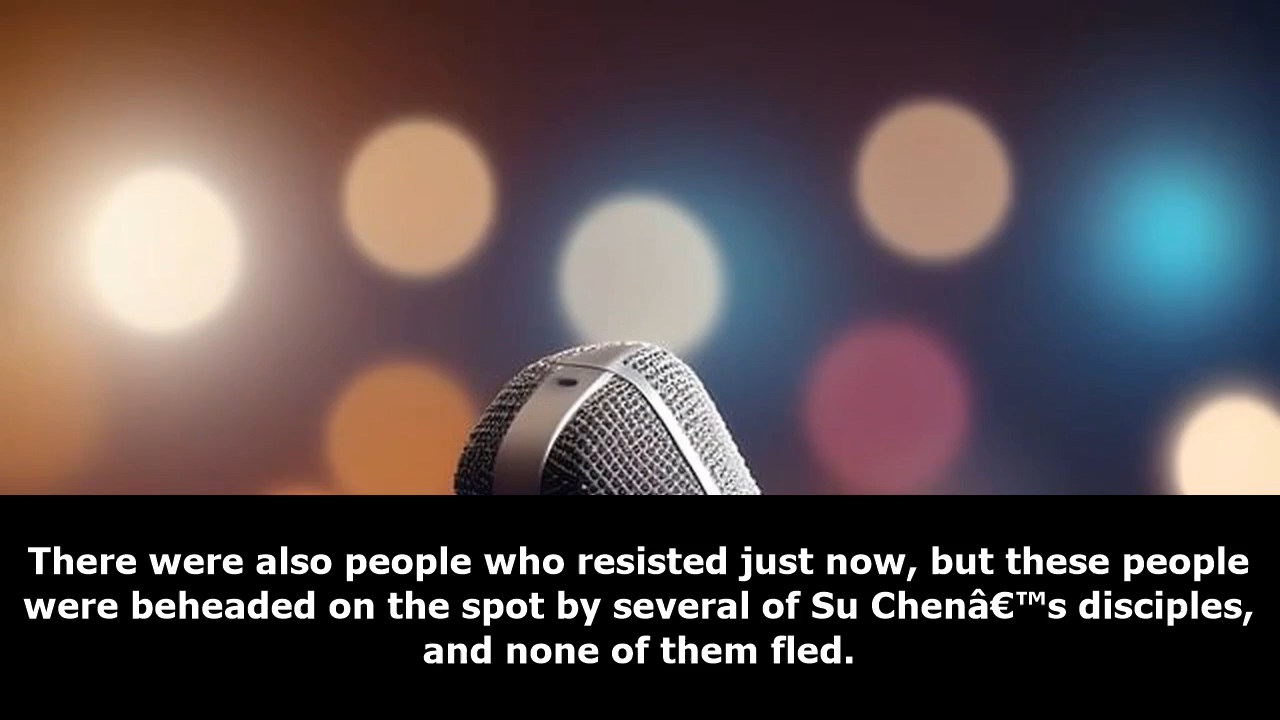 There were also people who resisted just now, but these people
were beheaded on the spot by several of Su Chenâ€™s disciples,
and none of them fled.